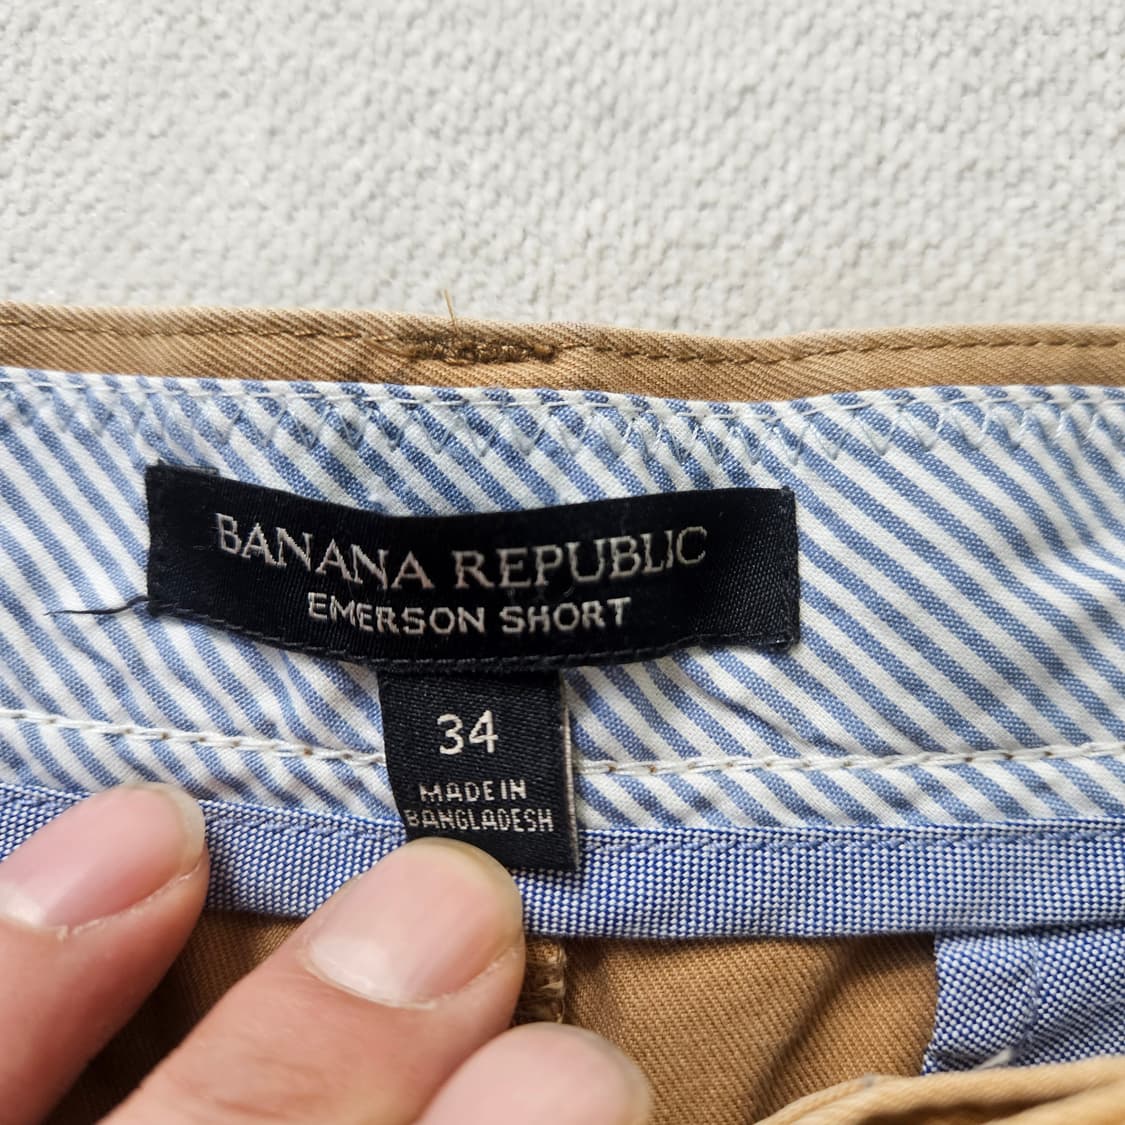 BANANA REPUBLIC
EMERSON SHORT
34
MADE IN
BANGLADESH